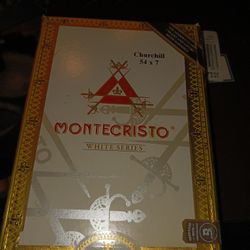 Churchill
54 x 7
MONTECRISTO
WHITE SERIES